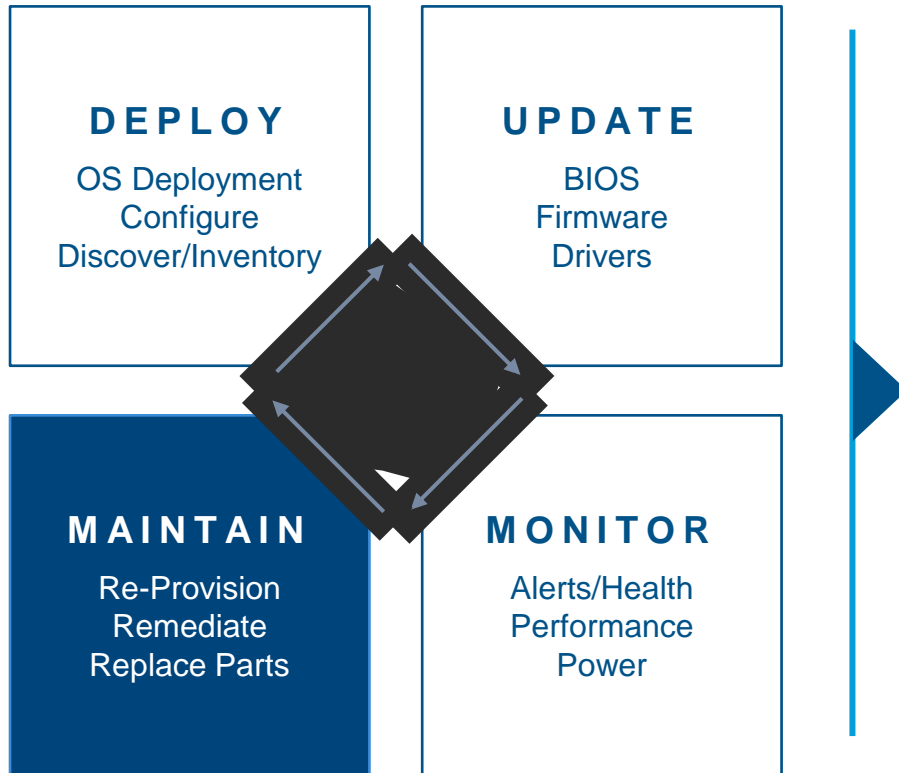 DEPLOY
OS Deployment
Configure
Discover/Inventory
UPDATE
BIOS
Firmware
Drivers
MAINTAIN
Re-Provision
Remediate
Replace Parts
MONITOR
Alerts/Health
Performance
Power